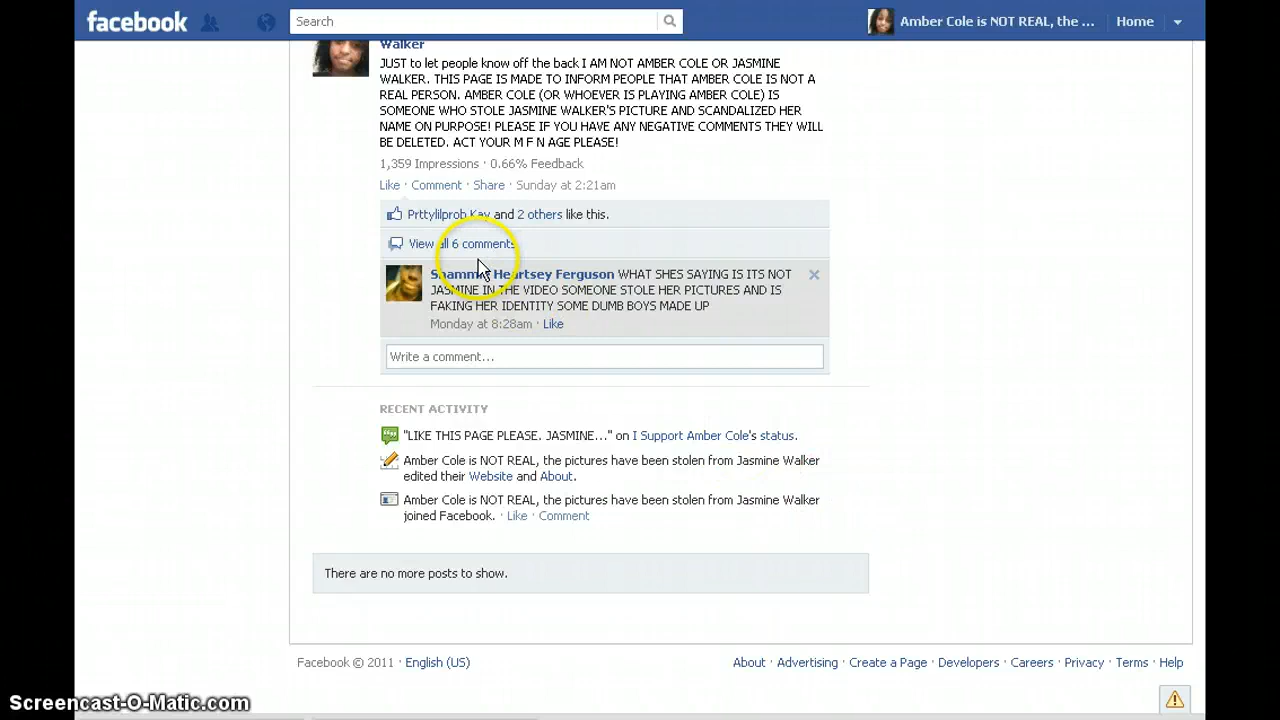 facebook
Search
Amber Cole is NOT REAL, the ...
Home
Walker
JUST to let people know off the back I AM NOT AMBER COLE OR JASMINE
WALKER. THIS PAGE IS MADE TO INFORM PEOPLE THAT AMBER COLE IS NOT A
REAL PERSON. AMBER COLE (OR WHOEVER IS PLAYING AMBER COLE) IS
SOMEONE WHO STOLE JASMINE WALKER'S PICTURE AND SCANDALIZED HER
NAME ON PURPOSE! PLEASE IF YOU HAVE ANY NEGATIVE COMMENTS THEY WILL
BE DELETED. ACT YOUR M F N AGE PLEASE!
1,359 Impressions · 0.66% Feedback
Like · Comment · Share · Sunday at 2:21am
Prttylilprob Kay and 2 others like this.
View all 6 comments
Heartsey Ferguson WHAT SHES SAYING IS ITS NOT
JASMINE IN THE VIDEO SOMEONE STOLE HER PICTURES AND IS
FAKING HER IDENTITY SOME DUMB BOYS MADE UP
Monday at 8:28am · Like
Write a comment...
RECENT ACTIVITY
"LIKE THIS PAGE PLEASE. JASMINE..." on I Support Amber Cole's status.
Amber Cole is NOT REAL, the pictures have been stolen from Jasmine Walker
edited their Website and About.
Amber Cole is NOT REAL, the pictures have been stolen from Jasmine Walker
joined Facebook. · Like · Comment
There are no more posts to show.
Facebook © 2011 · English (US)
About · Advertising · Create a Page · Developers · Careers · Privacy · Terms · Help
Screencast-O-Matic.com